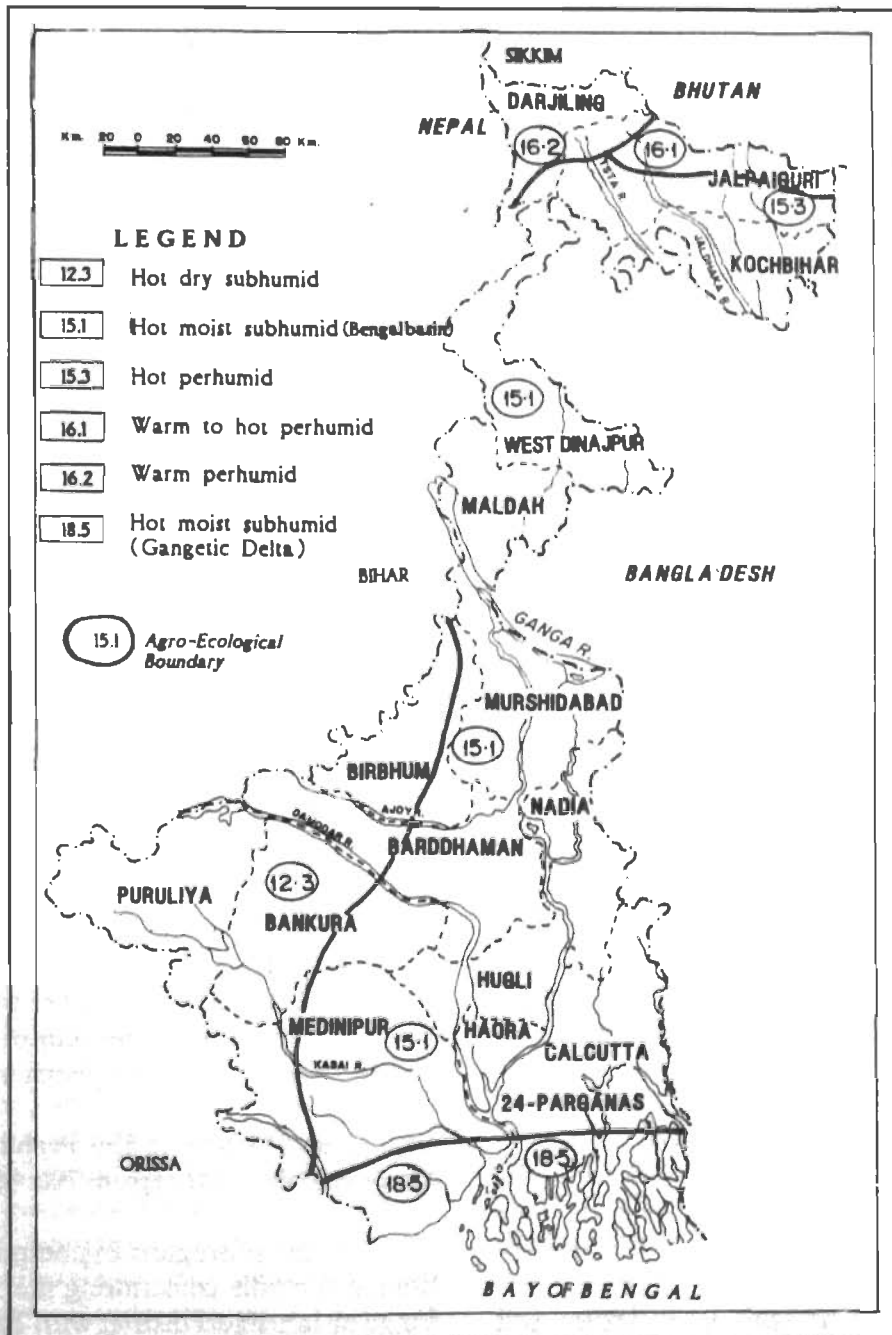 SIKKIM
DARJILING
BHUTAN
NEPAL
Km. 20 0 20 40 60 80 Km.
16·2
16·1
JALPAIGURI
15·3
JALDHAKA R.
KOCHBIHAR
LEGEND
12.3 Hot dry subhumid
15.1 Hot moist subhumid (Bengal basin)
15.3 Hot perhumid
16.1 Warm to hot perhumid
16.2 Warm perhumid
18.5 Hot moist subhumid
(Gangetic Delta)
15.1 Agro-Ecological
Boundary
15·1
WEST DINAJPUR
MALDAH
BIHAR
BANGLADESH
GANGA R.
MURSHIDABAD
15·1
BIRBHUM
AJOY R.
NADIA
DAMODAR R.
BARDDHAMAN
12·3
PURULIYA
BANKURA
HUGLI
MEDINIPUR
15·1
HAORA
CALCUTTA
KASAI R.
24-PARGANAS
ORISSA
18·5
18·5
BAY OF BENGAL